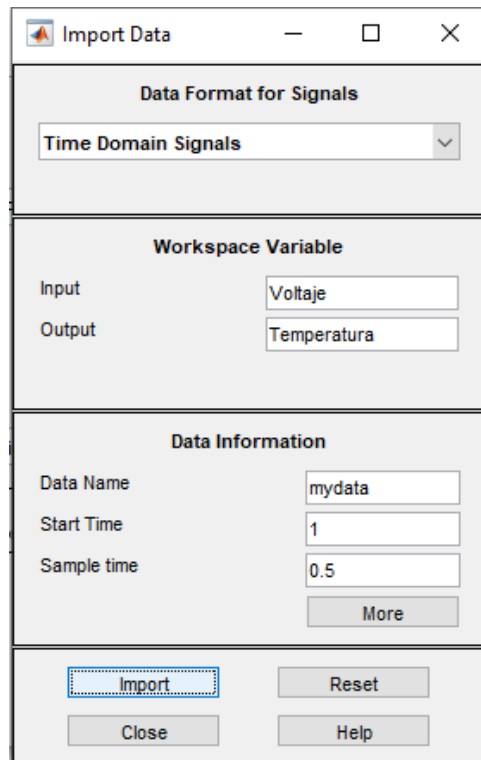 Import Data
Data Format for Signals
Time Domain Signals
Workspace Variable
Input Voltaje
Output Temperatura
Data Information
Data Name mydata
Start Time 1
Sample time 0.5
More
Import Reset
Close Help